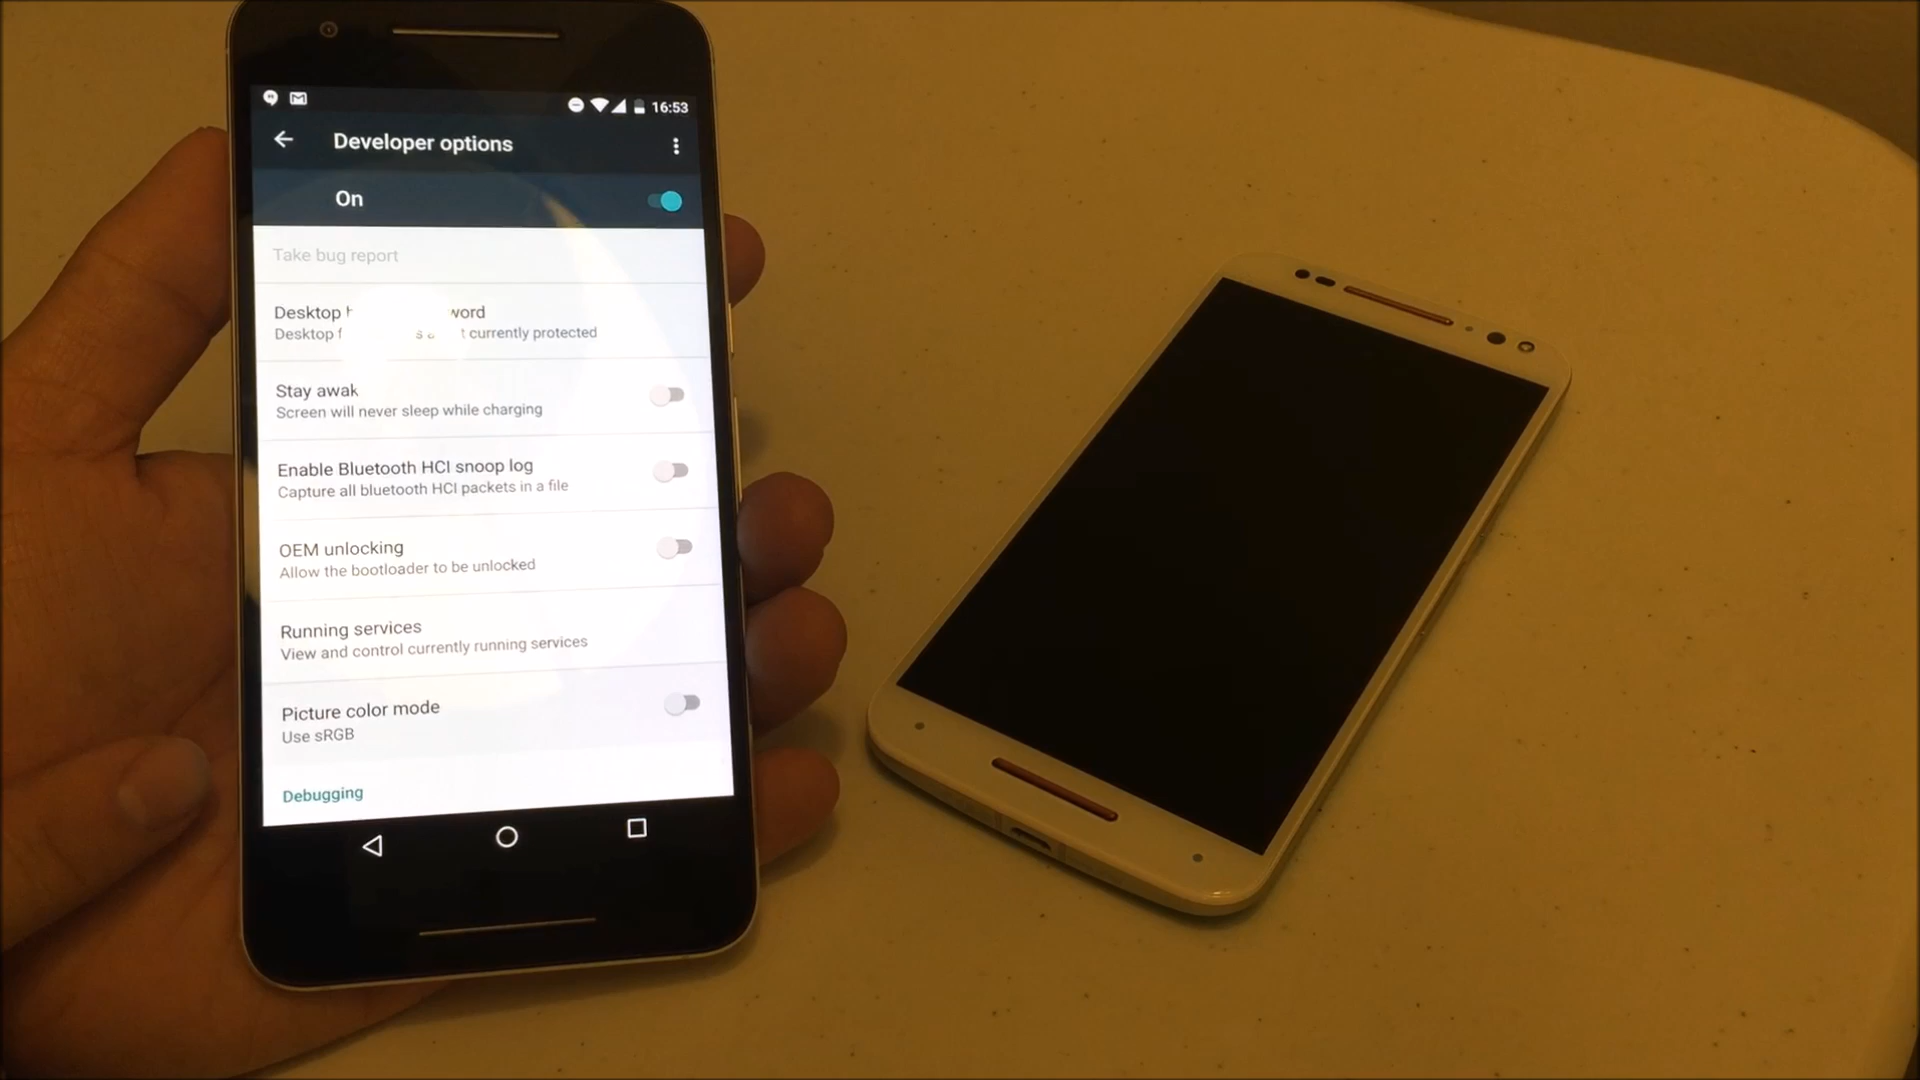 16:53
Developer options
On
Take bug report
Desktop word
Desktop currently protected
Stay awak
Screen will never sleep while charging
Enable Bluetooth HCI snoop log
Capture all bluetooth HCI packets in a file
OEM unlocking
Allow the bootloader to be unlocked
Running services
View and control currently running services
Picture color mode
Use sRGB
Debugging